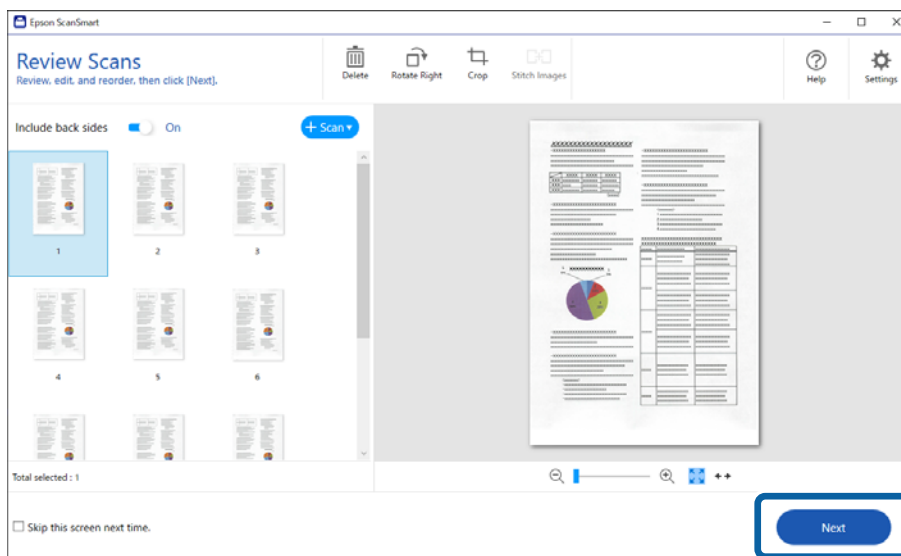 Epson ScanSmart
Review Scans
Review, edit, and reorder, then click [Next].
Delete
Rotate Right
Crop
Stitch Images
Help
Settings
Include back sides
On
+ Scan
1
2
3
4
5
6
Total selected : 1
Skip this screen next time.
Next